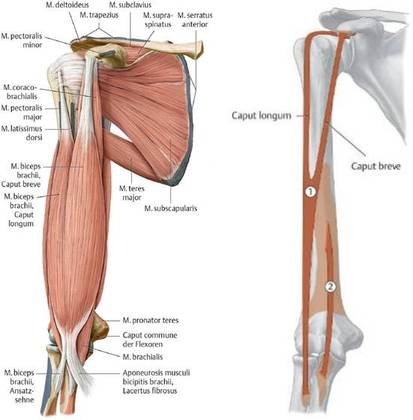 M. deltoideus
M. subclavius
M. trapezius
M. supra-
spinatus
M. serratus
anterior
M. pectoralis
minor
M. coraco-
brachialis
M. pectoralis
major
M. latissimus
dorsi
M. biceps
brachii,
Caput breve
M. biceps
brachii,
Caput
longum
M. teres
major
M. subscapularis
M. pronator teres
Caput commune
der Flexoren
M. brachialis
M. biceps
brachii,
Ansatz-
sehne
Aponeurosis musculi
bicipitis brachii,
Lacertus fibrosus
Caput longum
Caput breve
1
2